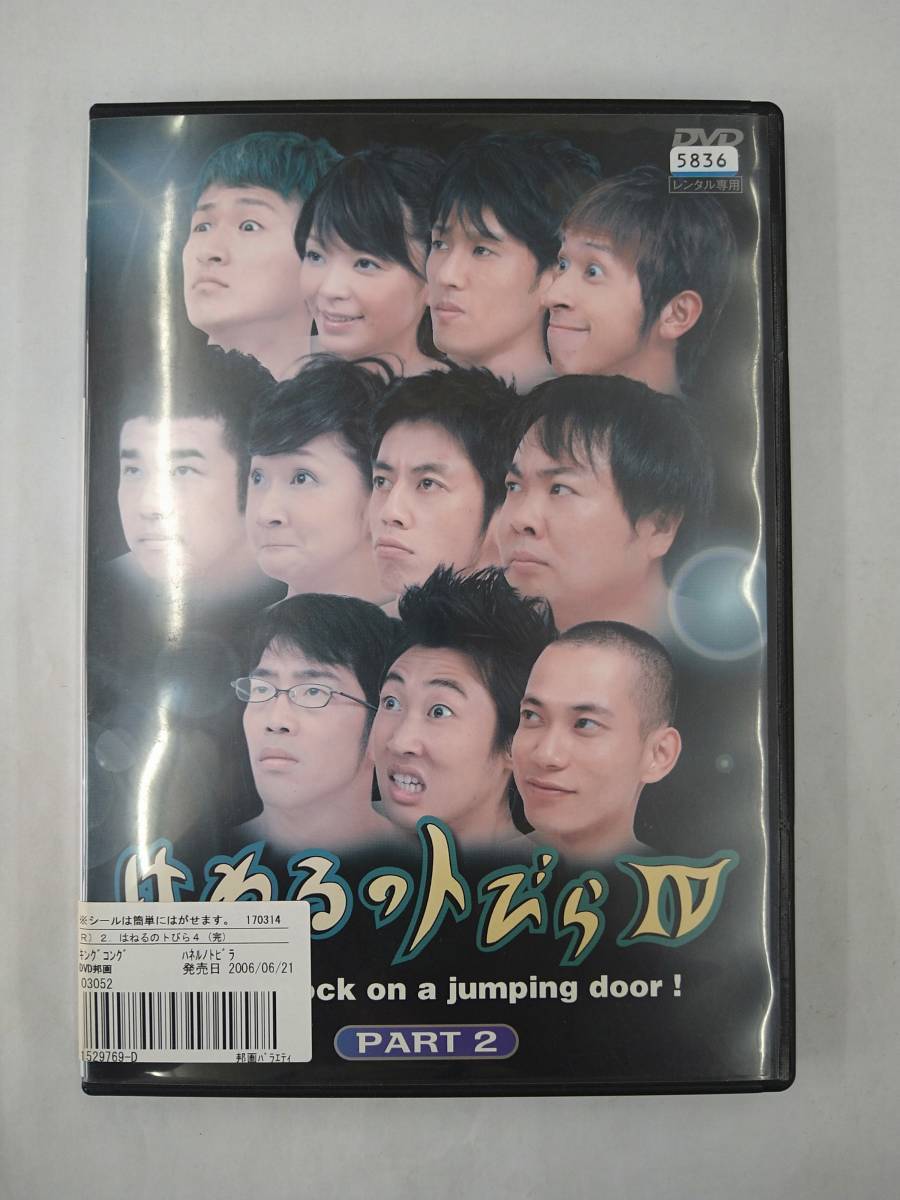 DVD
5836
レンタル専用
はねるのトびら IV
ock on a jumping door !
PART 2
※シールは簡単にはがせます。 170314
R〕 2. はねるのトびら4 (完)
キング コング ハネルノトビラ
DVD邦画 発売日 2006/06/21
03052
1529769-D 邦画バラエティ